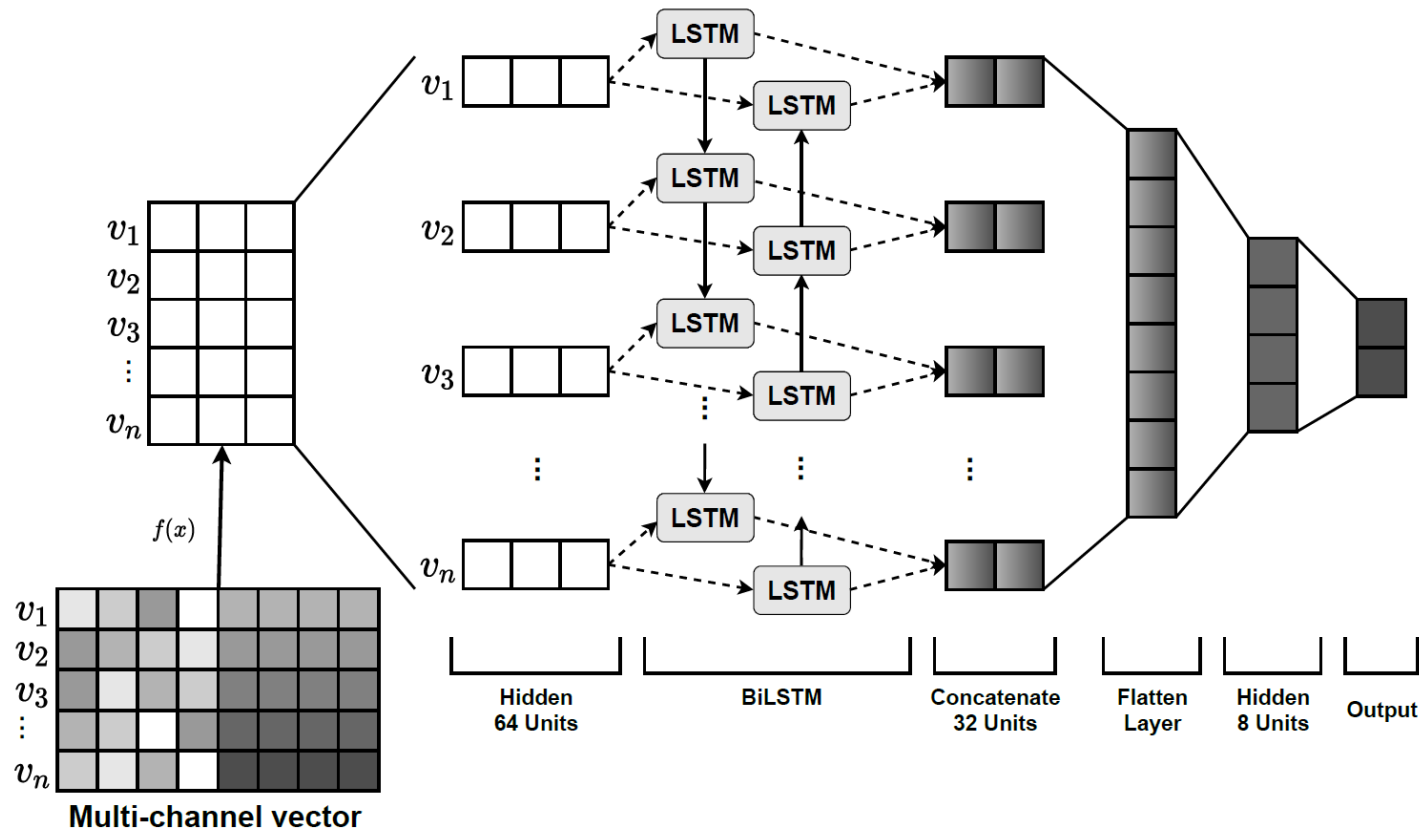 v₁
v₂
v₃
⋮
vₙ
f(x)
v₁
v₂
v₃
⋮
vₙ
Multi-channel vector
v₁
LSTM
LSTM
v₂
LSTM
LSTM
v₃
LSTM
LSTM
⋮
⋮
⋮
⋮
vₙ
LSTM
LSTM
Hidden
64 Units
BiLSTM
Concatenate
32 Units
Flatten
Layer
Hidden
8 Units
Output